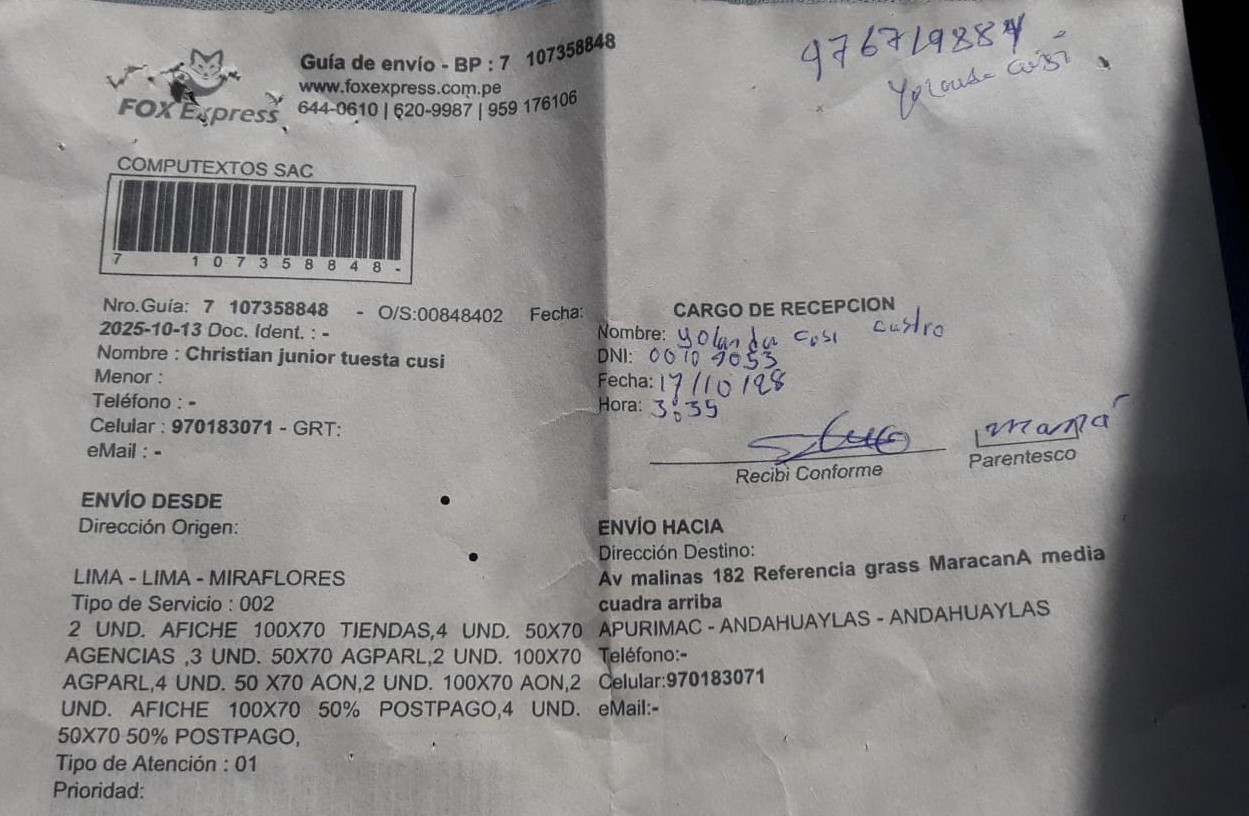 Guía de envío - BP : 7 107358848
www.foxexpress.com.pe
644-0610 | 620-9987 | 959 176106
FOX Express
976719884
Yolanda cusi
COMPUTEXTOS SAC
7 107358848-
Nro.Guía: 7 107358848 - O/S:00848402 Fecha:
2025-10-13 Doc. Ident. : -
Nombre : Christian junior tuesta cusi
Menor :
Teléfono : -
Celular : 970183071 - GRT:
eMail : -
ENVÍO DESDE
Dirección Origen:
LIMA - LIMA - MIRAFLORES
Tipo de Servicio : 002
2 UND. AFICHE 100X70 TIENDAS,4 UND. 50X70
AGENCIAS ,3 UND. 50X70 AGPARL,2 UND. 100X70
AGPARL,4 UND. 50 X70 AON,2 UND. 100X70 AON,2
UND. AFICHE 100X70 50% POSTPAGO,4 UND.
50X70 50% POSTPAGO,
Tipo de Atención : 01
Prioridad:
CARGO DE RECEPCION
Nombre: Yolanda cusi castro
DNI:
Fecha: 17/10/
Hora: 3:35
Recibi Conforme
mamá
Parentesco
ENVÍO HACIA
Dirección Destino:
Av malinas 182 Referencia grass MaracanA media
cuadra arriba
APURIMAC - ANDAHUAYLAS - ANDAHUAYLAS
Teléfono:-
Celular:970183071
eMail:-